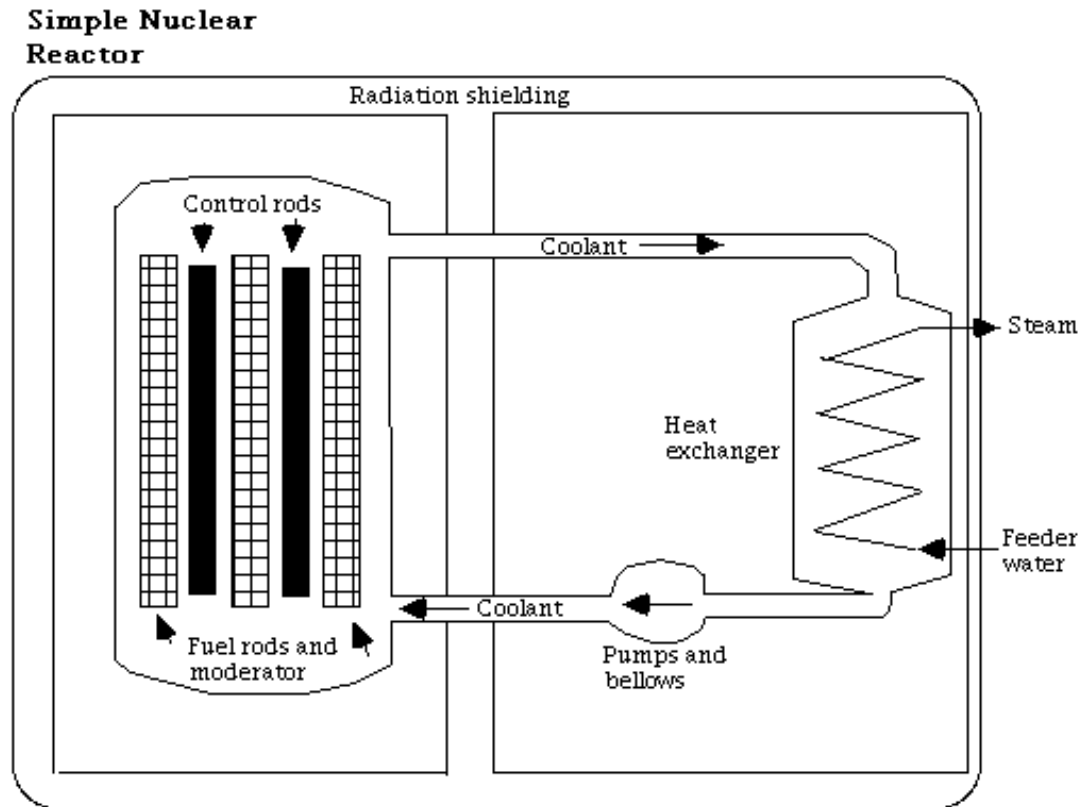 Simple Nuclear
Reactor
Radiation shielding
Control rods
Coolant
Steam
Heat
exchanger
Feeder
water
Coolant
Fuel rods and
moderator
Pumps and
bellows